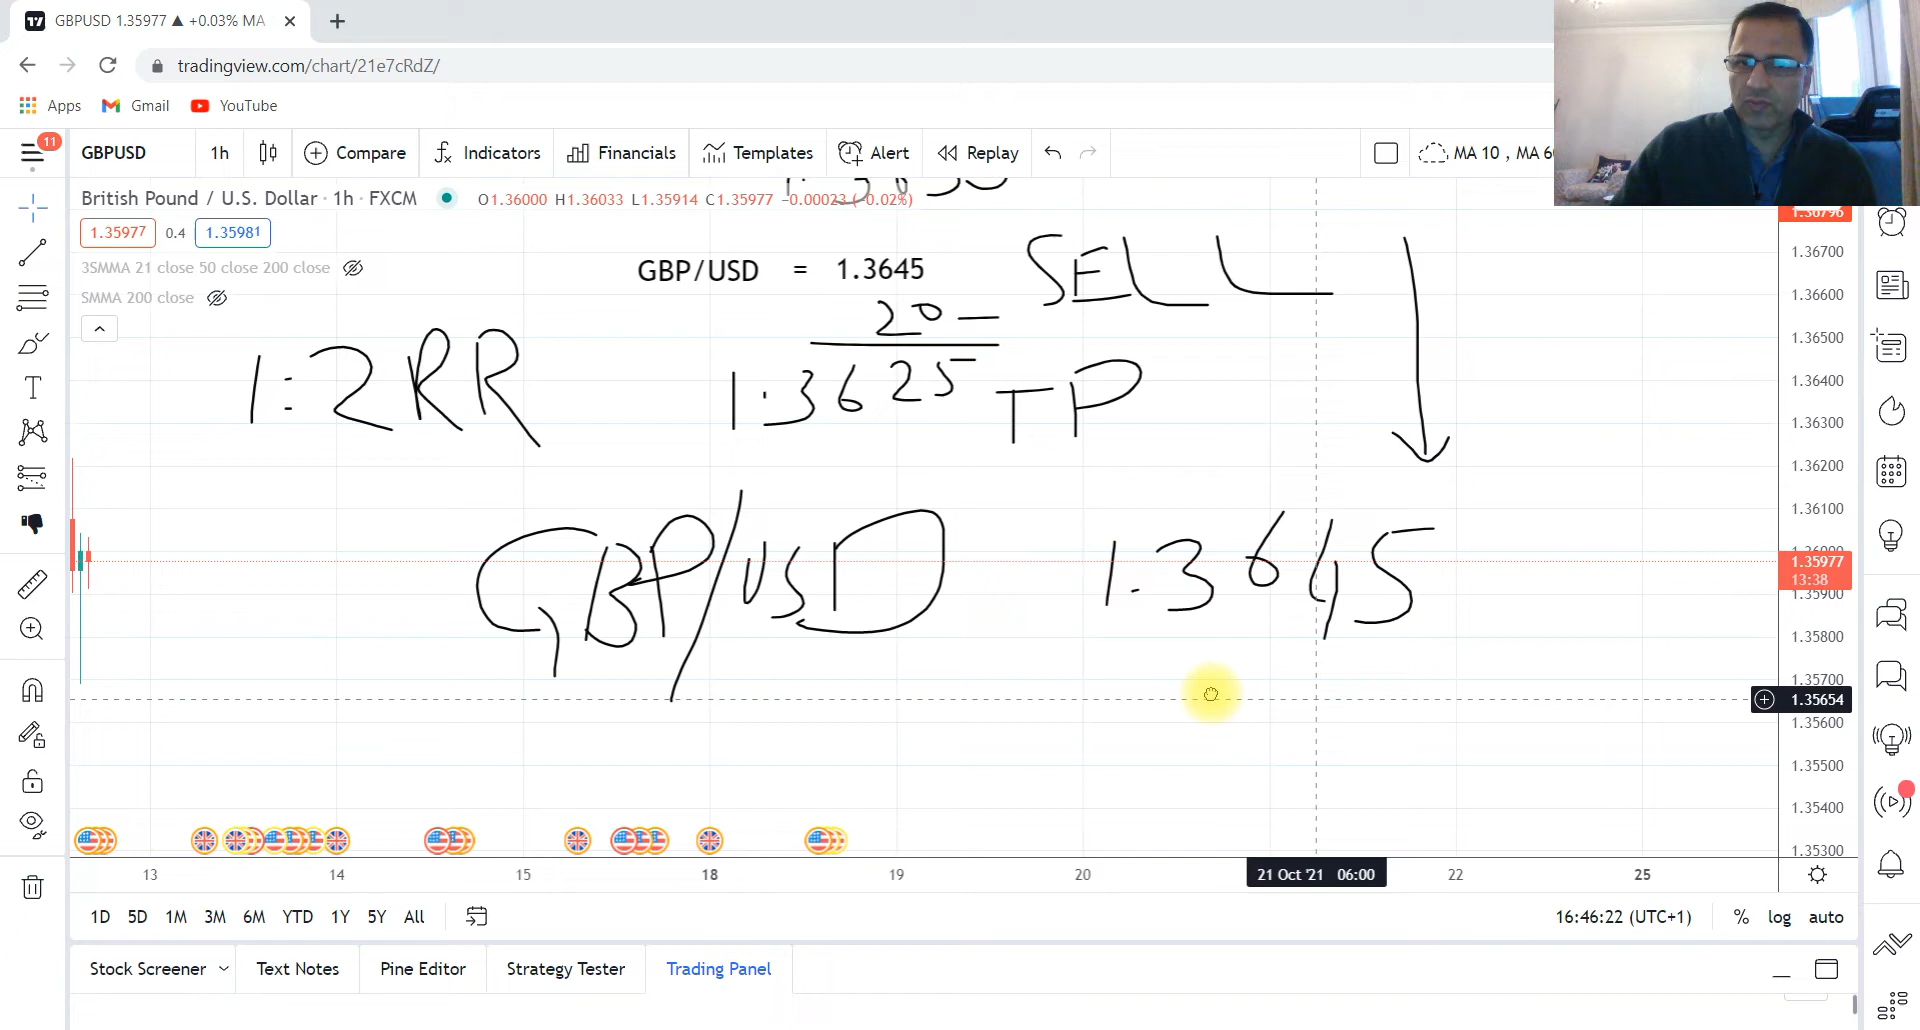 GBPUSD 1.35977 ▲ +0.03% MA
tradingview.com/chart/21e7cRdZ/
Apps Gmail YouTube
11
GBPUSD 1h Compare Indicators Financials Templates Alert Replay MA 10 , MA 60
British Pound / U.S. Dollar · 1h · FXCM O1.36000 H1.36033 L1.35914 C1.35977 −0.00023 (−0.02%)
1.35977 0.4 1.35981
3SMMA 21 close 50 close 200 close
SMMA 200 close
GBP/USD = 1.3645 SELL
20 —
1:2RR 1.3625 TP
GBP/USD 1.3645
1.36796
1.36700
1.36600
1.36500
1.36400
1.36300
1.36200
1.36100
1.36000
1.35977
13:38
1.35900
1.35800
1.35700
1.35654
1.35600
1.35500
1.35400
1.35300
13 14 15 18 19 20 21 Oct '21 06:00 22 25
1D 5D 1M 3M 6M YTD 1Y 5Y All 16:46:22 (UTC+1) % log auto
Stock Screener Text Notes Pine Editor Strategy Tester Trading Panel